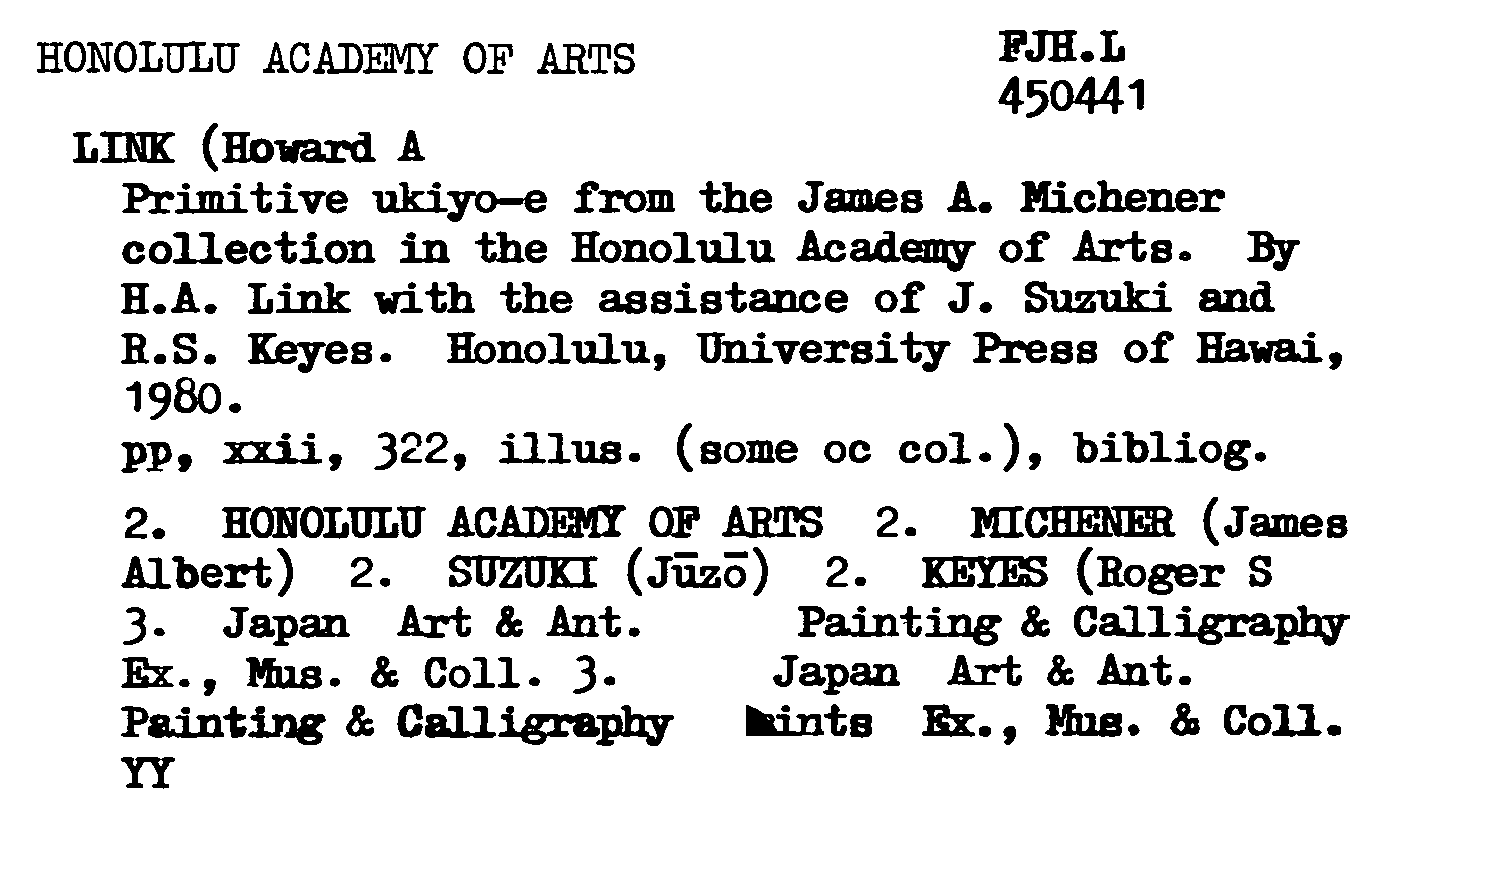 HONOLULU ACADEMY OF ARTS
FJH.L
450441
LINK (Howard A
Primitive ukiyo-e from the James A. Michener
collection in the Honolulu Academy of Arts. By
H.A. Link with the assistance of J. Suzuki and
R.S. Keyes. Honolulu, University Press of Hawai,
1980.
pp, xxii, 322, illus. (some oc col.), bibliog.
2. HONOLULU ACADEMY OF ARTS 2. MICHENER (James
Albert) 2. SUZUKI (Jūzō) 2. KEYES (Roger S
3. Japan Art & Ant. Painting & Calligraphy
Ex., Mus. & Coll. 3. Japan Art & Ant.
Painting & Calligraphy Ex., Mus. & Coll.
YY